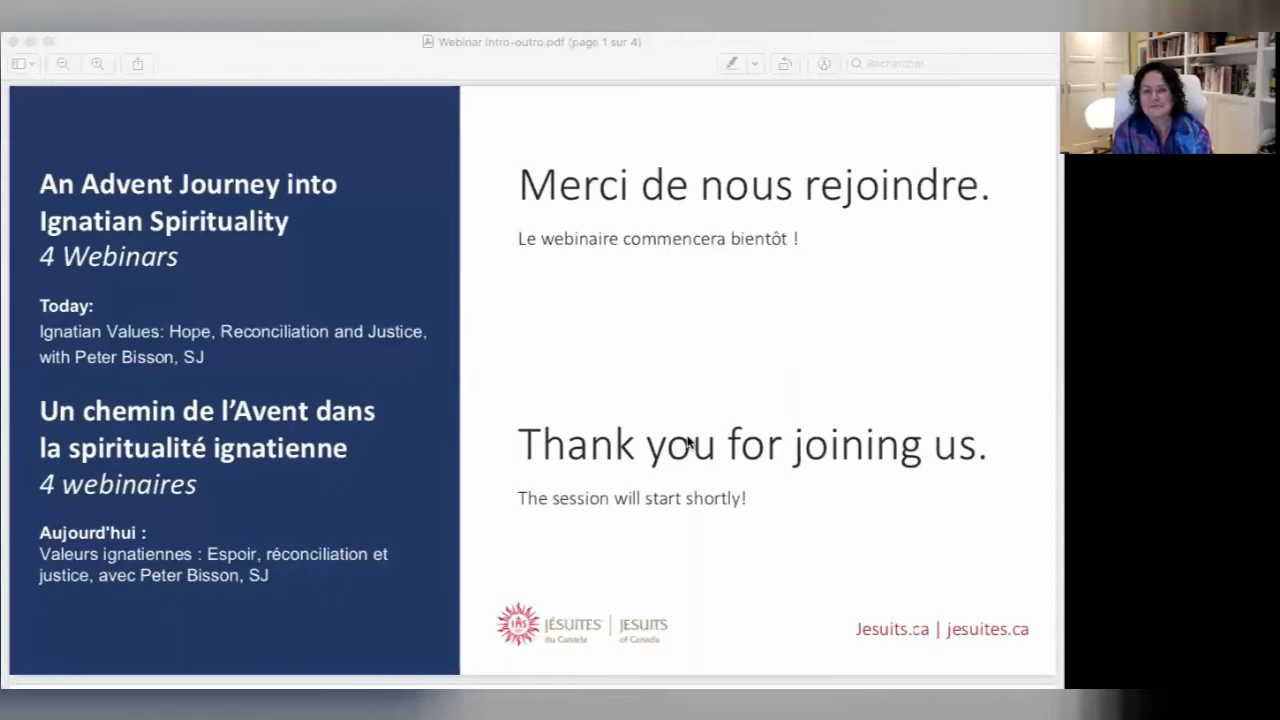 Webinar intro-outro.pdf (page 1 sur 4)
Rechercher
An Advent Journey into
Ignatian Spirituality
4 Webinars
Today:
Ignatian Values: Hope, Reconciliation and Justice,
with Peter Bisson, SJ
Un chemin de l’Avent dans
la spiritualité ignatienne
4 webinaires
Aujourd'hui :
Valeurs ignatiennes : Espoir, réconciliation et
justice, avec Peter Bisson, SJ
Merci de nous rejoindre.
Le webinaire commencera bientôt !
Thank you for joining us.
The session will start shortly!
IHS
JÉSUITES
du Canada
JESUITS
of Canada
Jesuits.ca | jesuites.ca